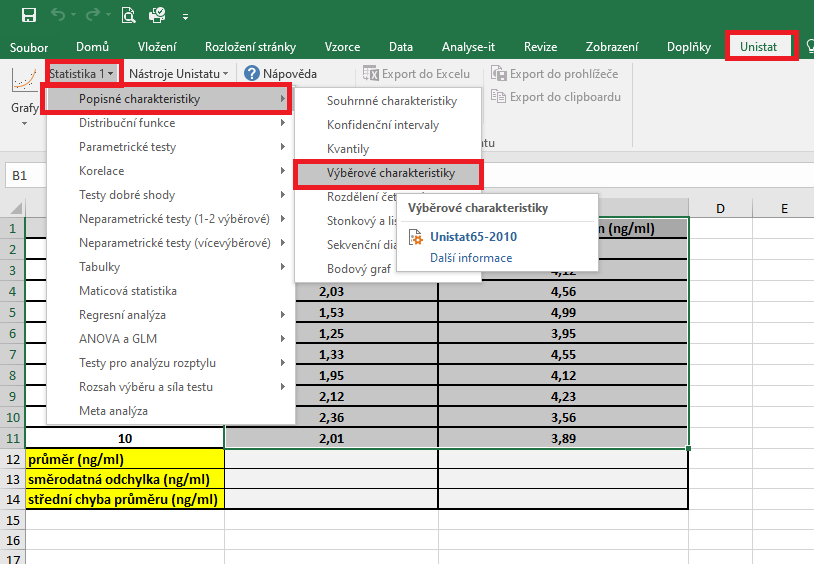 Soubor Domů Vložení Rozložení stránky Vzorce Data Analyse-it Revize Zobrazení Doplňky Unistat
Statistika 1 Nástroje Unistatu ? Nápověda Export do Excelu Export do prohlížeče
Grafy Export do clipboardu
Popisné charakteristiky
Distribuční funkce
Parametrické testy
Korelace
Testy dobré shody
Neparametrické testy (1-2 výběrové)
Neparametrické testy (vícevýběrové)
Tabulky
Maticová statistika
Regresní analýza
ANOVA a GLM
Testy pro analýzu rozptylu
Rozsah výběru a síla testu
Meta analýza
Souhrnné charakteristiky
Konfidenční intervaly
Kvantily
Výběrové charakteristiky
Rozdělení
Stonkový a
Sekvenční
Bodový graf
Výběrové charakteristiky
Unistat65-2010
Další informace
B1
D E
1 (ng/ml)
2
3 4,12
4 2,03 4,56
5 1,53 4,99
6 1,25 3,95
7 1,33 4,55
8 1,95 4,12
9 2,12 4,23
10 2,36 3,56
11 10 2,01 3,89
12 průměr (ng/ml)
13 směrodatná odchylka (ng/ml)
14 střední chyba průměru (ng/ml)
15
16
17